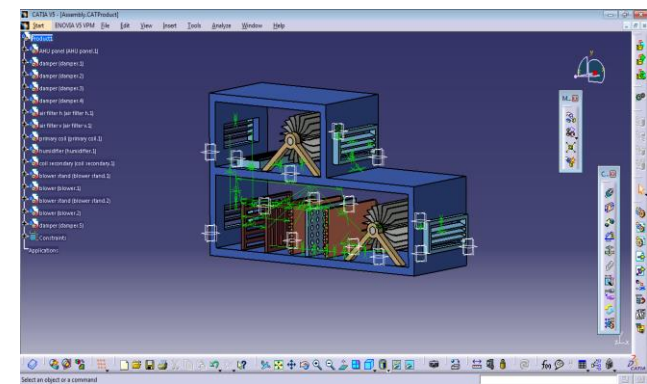 CATIA V5 - [Assembly.CATProduct]
Start ENOVIA V5 VPM File Edit View Insert Tools Analyze Window Help
Product1
AHU panel (AHU panel.1)
damper (damper.1)
damper (damper.2)
damper (damper.3)
damper (damper.4)
air filter h (air filter h.1)
air filter v (air filter v.1)
primary coil (primary coil.1)
humidifier (humidifier.1)
coil secondary (coil secondary.1)
blower stand (blower stand.1)
blower (blower.1)
blower stand (blower stand.2)
blower (blower.2)
damper (damper.5)
Constraints
Applications
Select an object or a command